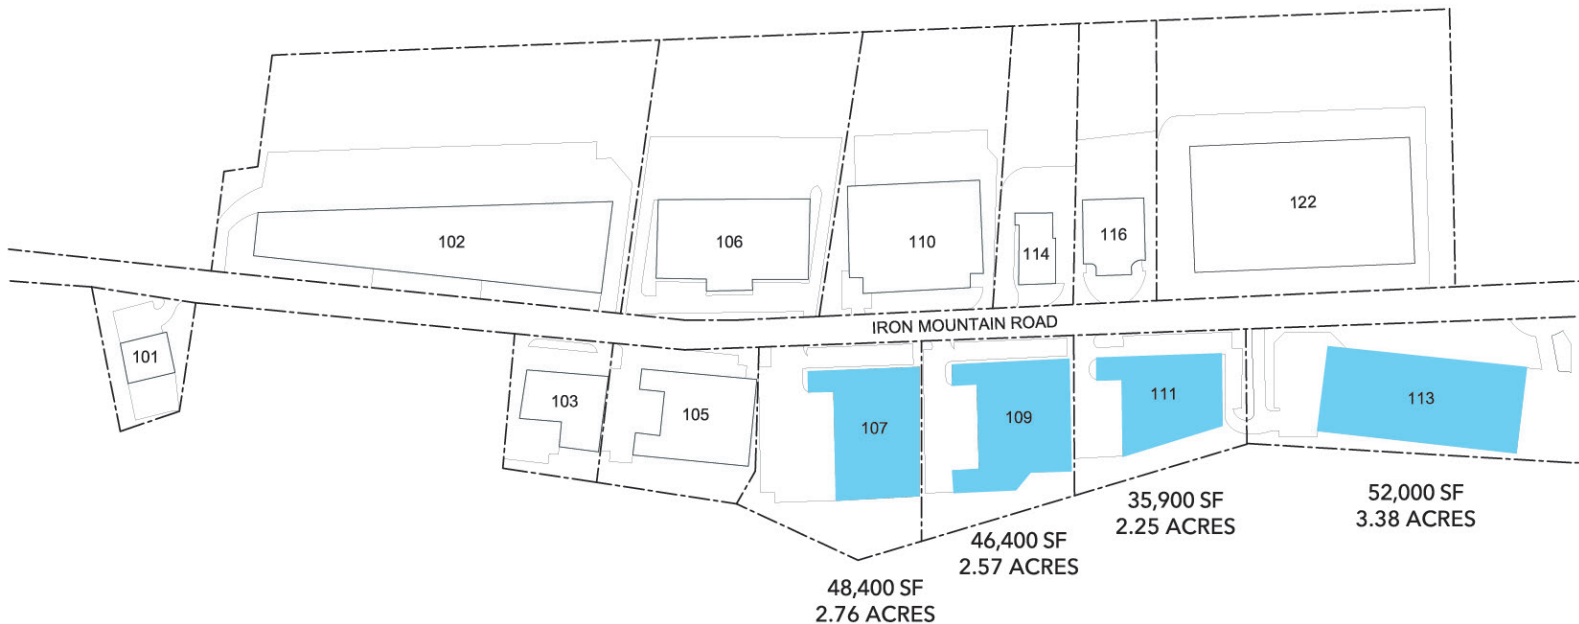 122
102
106
110
114
116
IRON MOUNTAIN ROAD
101
103
105
107
109
111
113
48,400 SF
2.76 ACRES
46,400 SF
2.57 ACRES
35,900 SF
2.25 ACRES
52,000 SF
3.38 ACRES